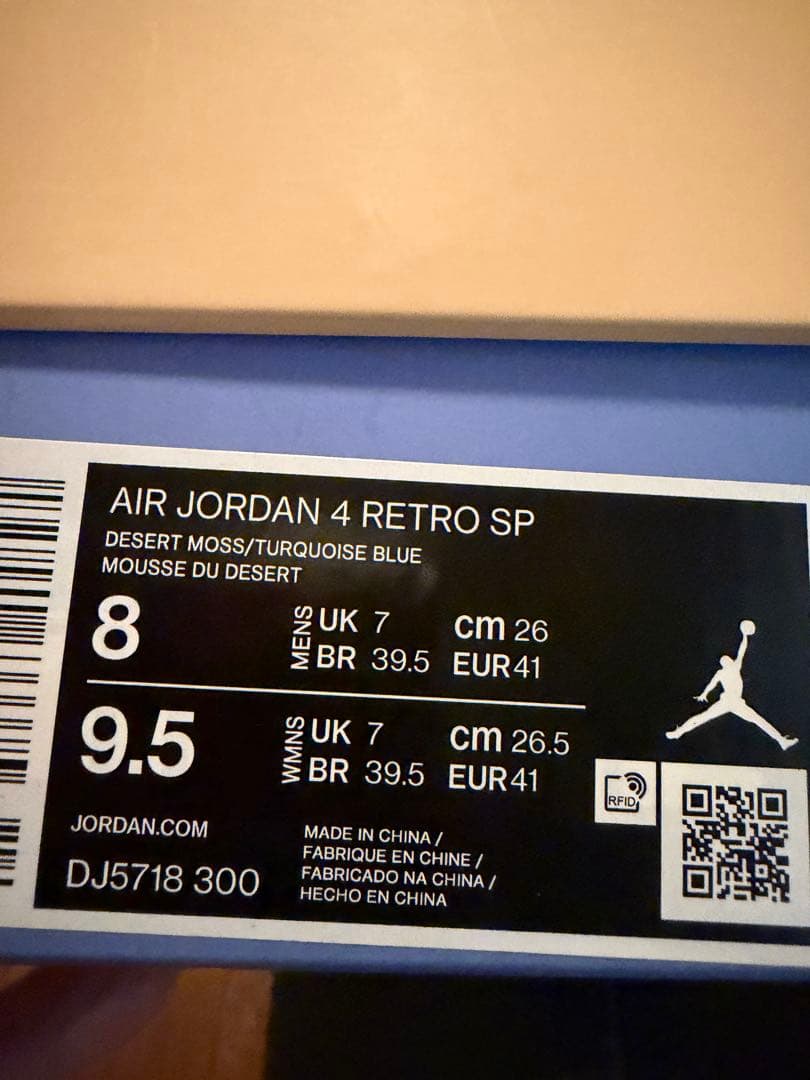 AIR JORDAN 4 RETRO SP
DESERT MOSS/TURQUOISE BLUE
MOUSSE DU DESERT
8
MENS
UK 7 cm 26
BR 39.5 EUR 41
9.5
WMNS
UK 7 cm 26.5
BR 39.5 EUR 41
RFID
JORDAN.COM
DJ5718 300
MADE IN CHINA /
FABRIQUE EN CHINE /
FABRICADO NA CHINA /
HECHO EN CHINA